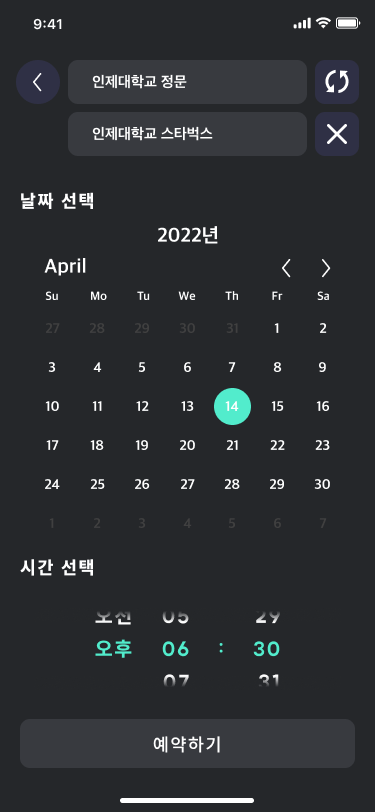 9:41
인제대학교 정문
인제대학교 스타벅스
날짜 선택
2022년
April
Su Mo Tu We Th Fr Sa
27 28 29 30 31 1 2
3 4 5 6 7 8 9
10 11 12 13 14 15 16
17 18 19 20 21 22 23
24 25 26 27 28 29 30
1 2 3 4 5 6 7
시간 선택
오전 05 29
오후 06 : 30
07 31
예약하기